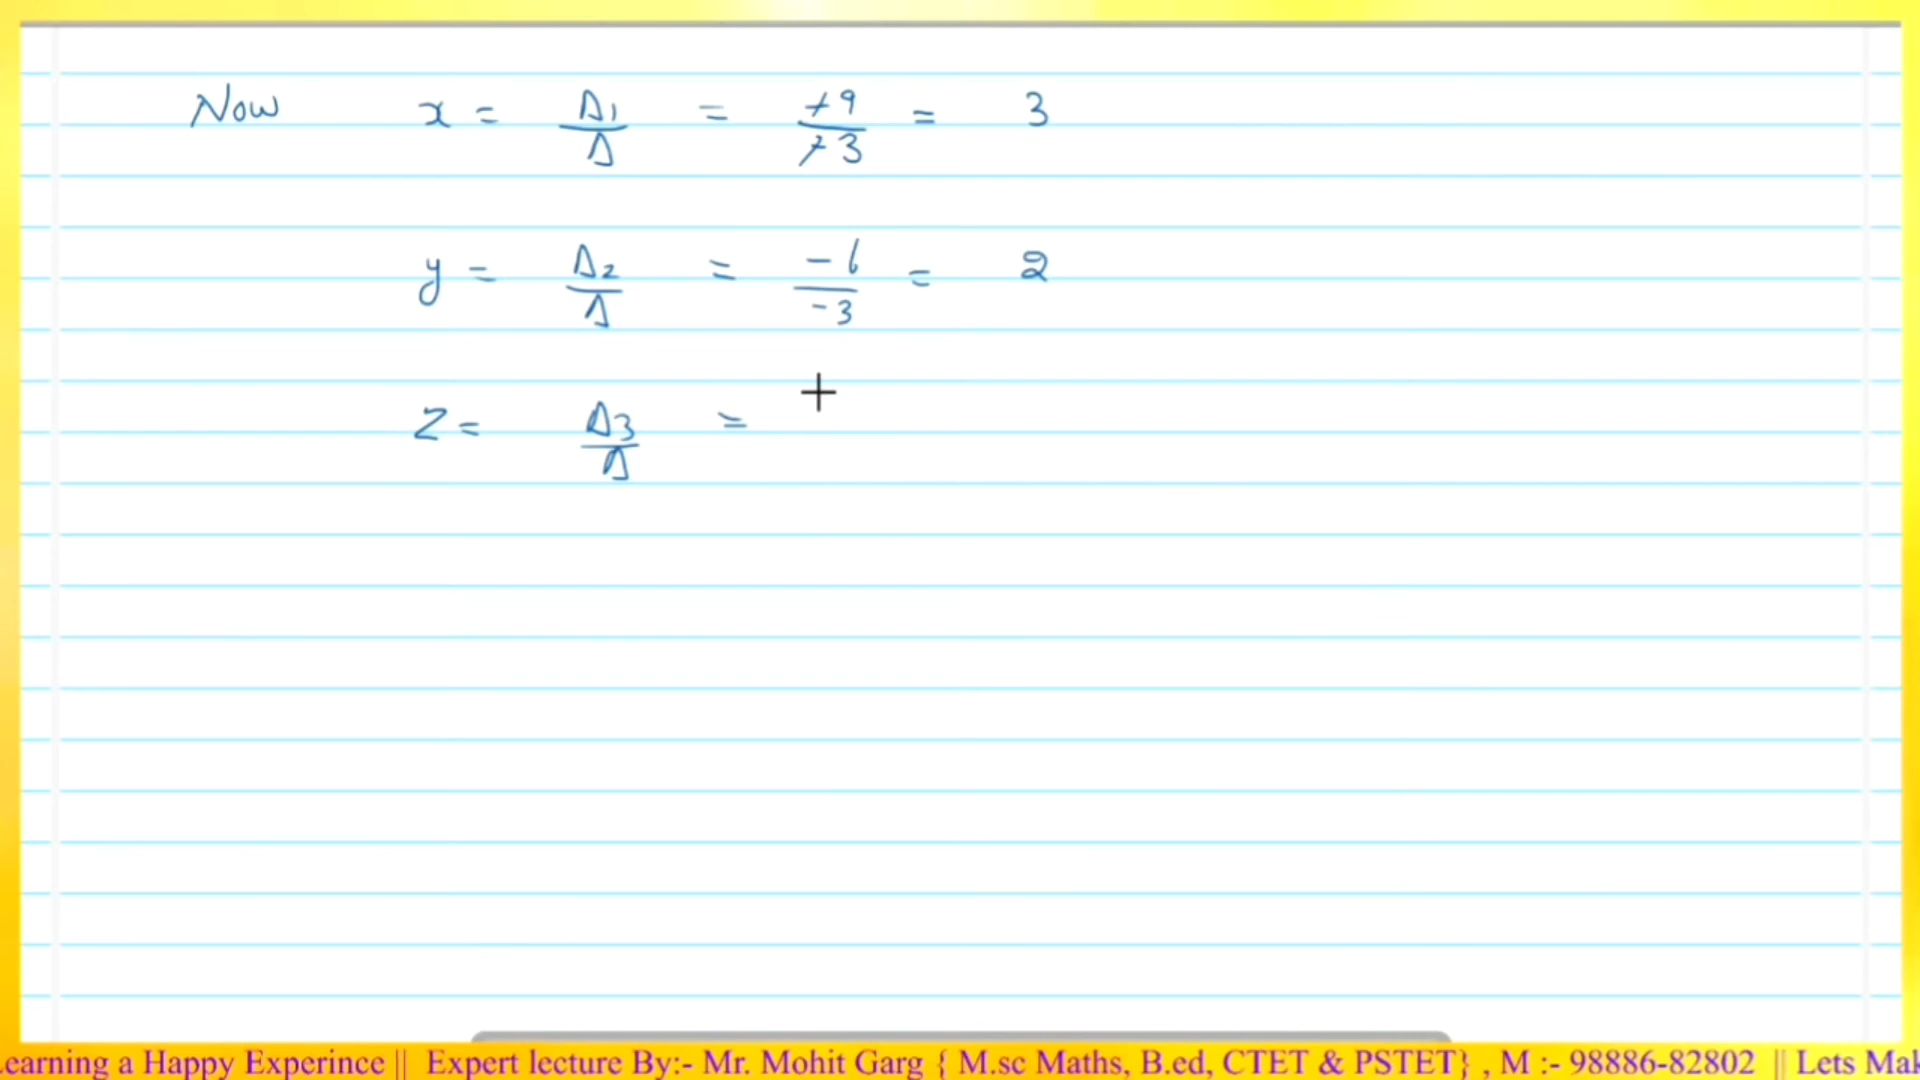 Now x = Δ1/Δ = -9/-3 = 3
y = Δ2/Δ = -6/-3 = 2
z = Δ3/Δ =
earning a Happy Experince || Expert lecture By:- Mr. Mohit Garg { M.sc Maths, B.ed, CTET & PSTET} , M :- 98886-82802 || Lets Mak